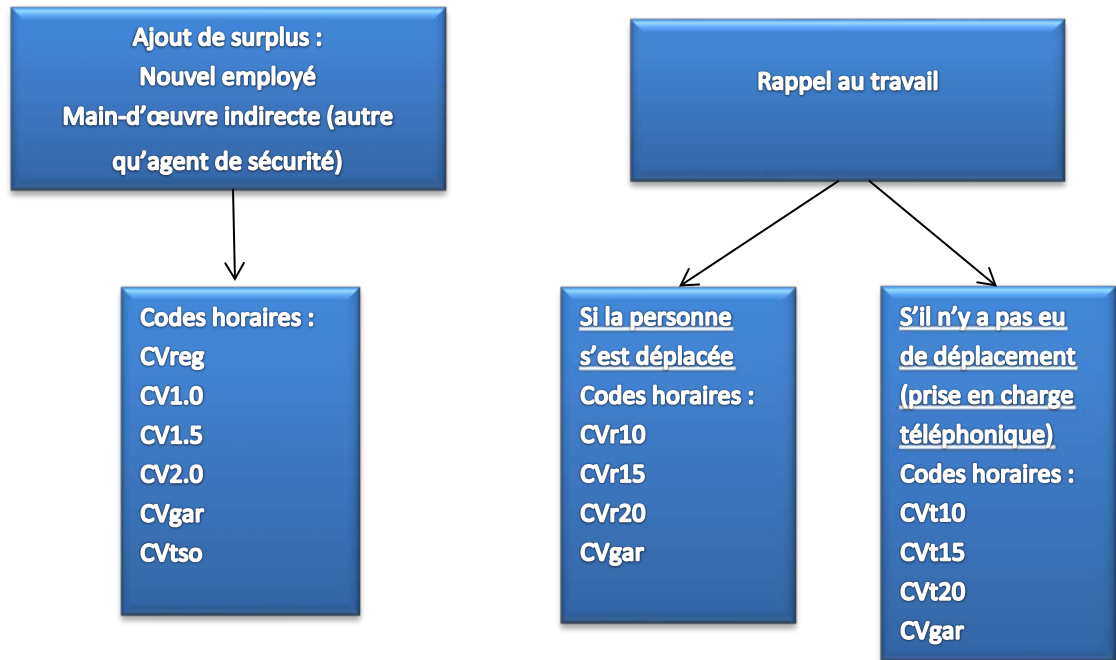 Ajout de surplus :
Nouvel employé
Main-d’œuvre indirecte (autre
qu’agent de sécurité)
Rappel au travail
Codes horaires :
CVreg
CV1.0
CV1.5
CV2.0
CVgar
CVtso
Si la personne
s’est déplacée
Codes horaires :
CVr10
CVr15
CVr20
CVgar
S’il n’y a pas eu
de déplacement
(prise en charge
téléphonique)
Codes horaires :
CVt10
CVt15
CVt20
CVgar